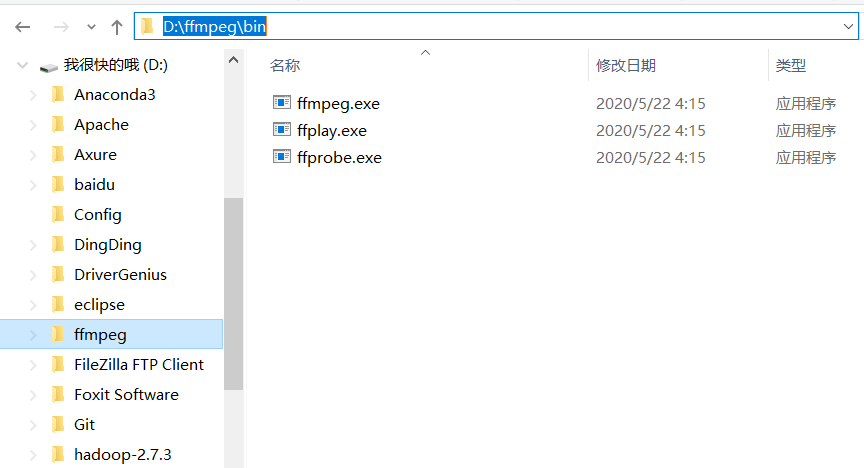 D:\ffmpeg\bin
我很快的哦 (D:)
Anaconda3
Apache
Axure
baidu
Config
DingDing
DriverGenius
eclipse
ffmpeg
FileZilla FTP Client
Foxit Software
Git
hadoop-2.7.3
名称 修改日期 类型
ffmpeg.exe 2020/5/22 4:15 应用程序
ffplay.exe 2020/5/22 4:15 应用程序
ffprobe.exe 2020/5/22 4:15 应用程序